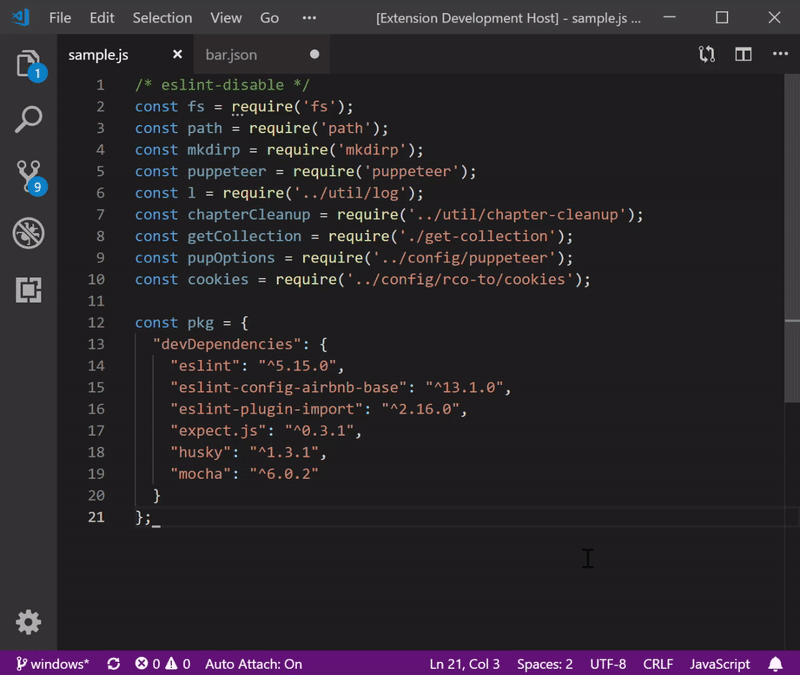 File Edit Selection View Go ••• [Extension Development Host] - sample.js ...
sample.js bar.json
1 /* eslint-disable */
2 const fs = require('fs');
3 const path = require('path');
4 const mkdirp = require('mkdirp');
5 const puppeteer = require('puppeteer');
6 const l = require('../util/log');
7 const chapterCleanup = require('../util/chapter-cleanup');
8 const getCollection = require('./get-collection');
9 const pupOptions = require('../config/puppeteer');
10 const cookies = require('../config/rco-to/cookies');
11
12 const pkg = {
13 "devDependencies": {
14 "eslint": "^5.15.0",
15 "eslint-config-airbnb-base": "^13.1.0",
16 "eslint-plugin-import": "^2.16.0",
17 "expect.js": "^0.3.1",
18 "husky": "^1.3.1",
19 "mocha": "^6.0.2"
20 }
21 };
1
9
windows* 0 0 Auto Attach: On Ln 21, Col 3 Spaces: 2 UTF-8 CRLF JavaScript